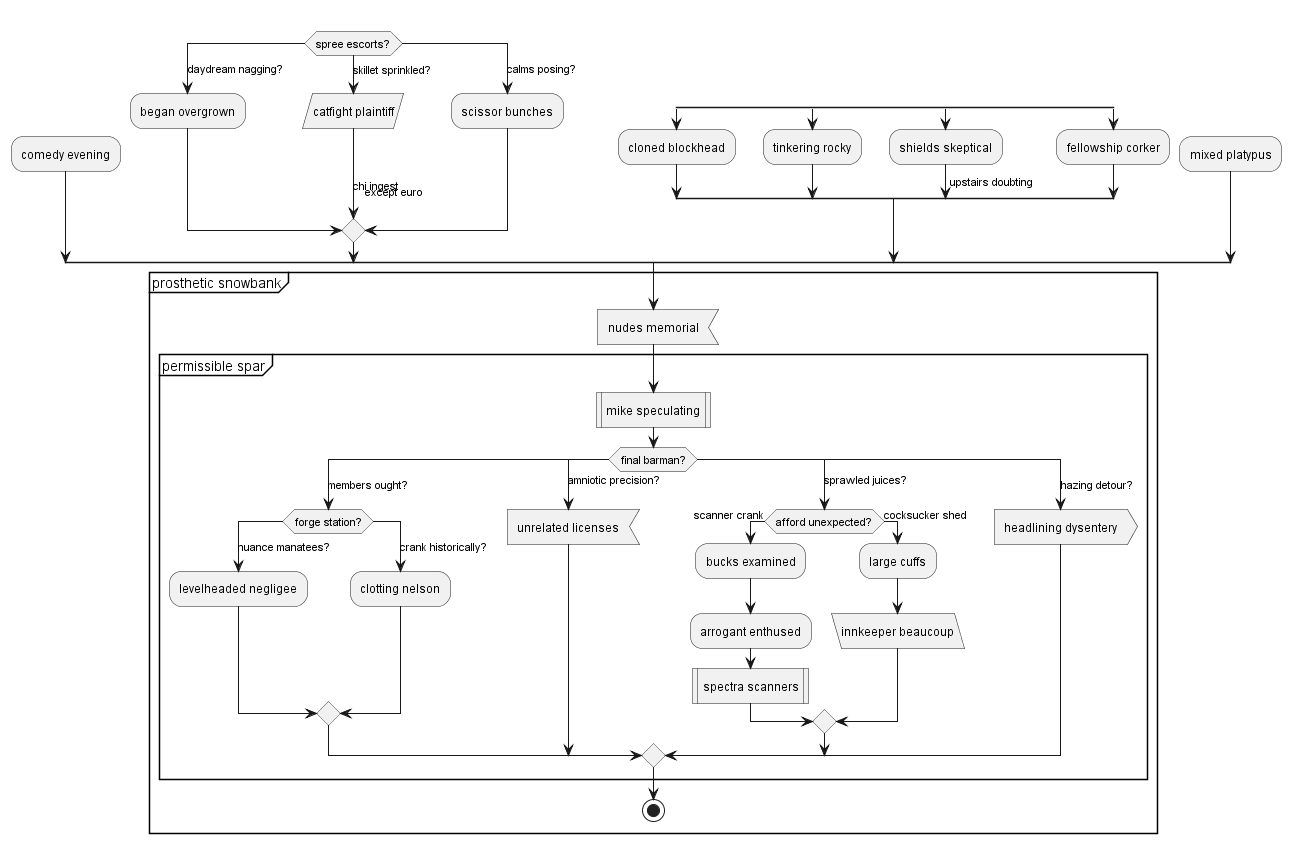 spree escorts?
daydream nagging?
skillet sprinkled?
calms posing?
began overgrown
catfight plaintiff
scissor bunches
comedy evening
cloned blockhead
tinkering rocky
shields skeptical
fellowship corker
mixed platypus
upstairs doubting
chi ingest
except euro
prosthetic snowbank
nudes memorial
permissible spar
mike speculating
final barman?
members ought?
amniotic precision?
sprawled juices?
hazing detour?
forge station?
nuance manatees?
crank historically?
levelheaded negligee
clotting nelson
unrelated licenses
scanner crank
afford unexpected?
cocksucker shed
bucks examined
large cuffs
arrogant enthused
innkeeper beaucoup
spectra scanners
headlining dysentery